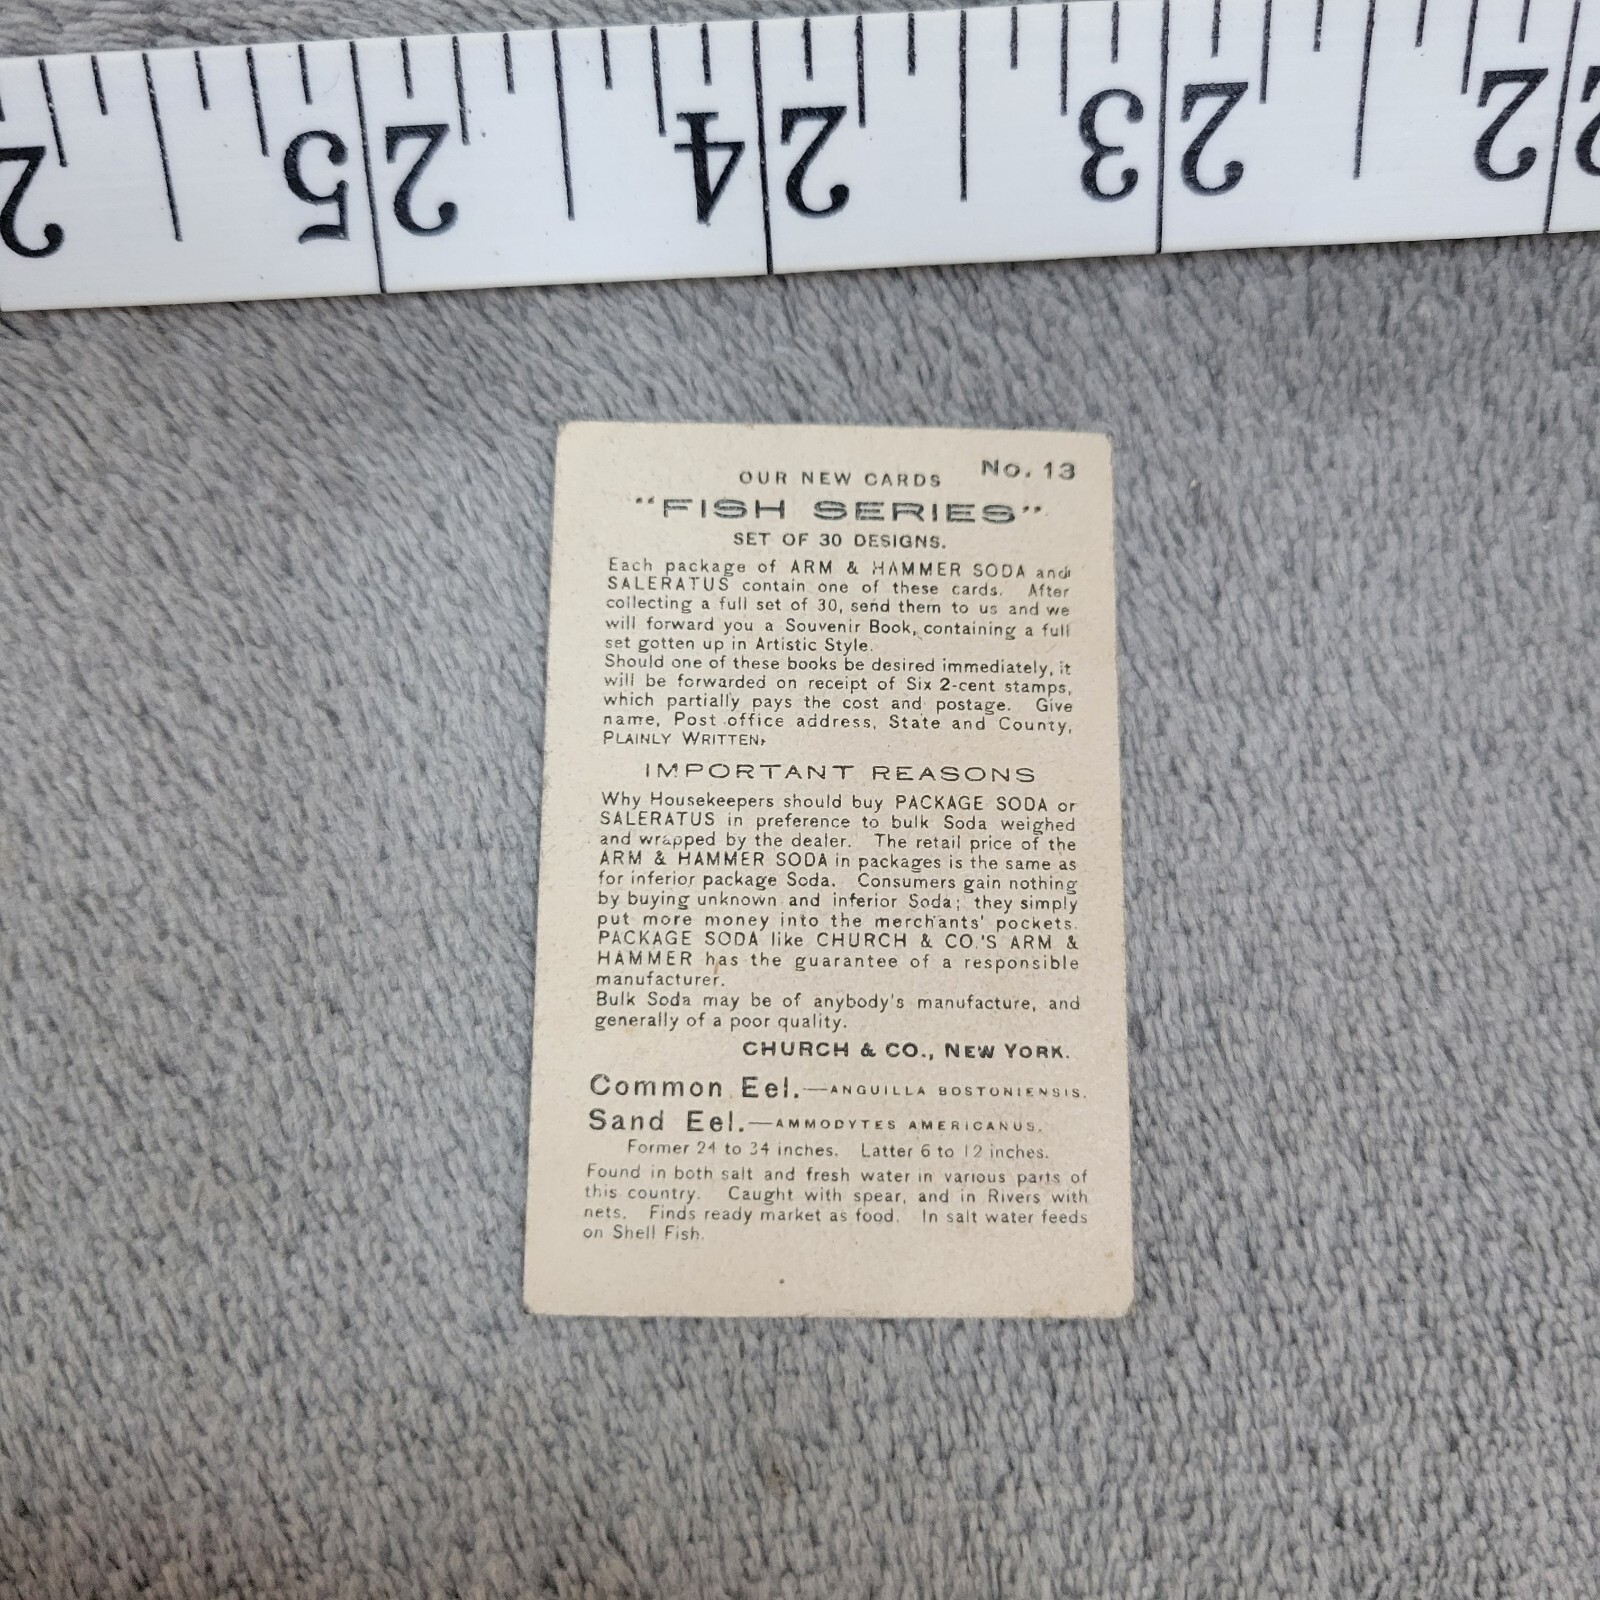 2 5 2 4 2 3 2 2 2
No. 13
OUR NEW CARDS
"FISH SERIES"
SET OF 30 DESIGNS.
Each package of ARM & HAMMER SODA and
SALERATUS contain one of these cards. After
collecting a full set of 30, send them to us and we
will forward you a Souvenir Book, containing a full
set gotten up in Artistic Style.
Should one of these books be desired immediately, it
will be forwarded on receipt of Six 2-cent stamps,
which partially pays the cost and postage. Give
name, Post office address, State and County,
PLAINLY WRITTEN,
IMPORTANT REASONS
Why Housekeepers should buy PACKAGE SODA or
SALERATUS in preference to bulk Soda weighed
and wrapped by the dealer. The retail price of the
ARM & HAMMER SODA in packages is the same as
for inferior package Soda. Consumers gain nothing
by buying unknown and inferior Soda; they simply
put more money into the merchants' pockets.
PACKAGE SODA like CHURCH & CO.'S ARM &
HAMMER has the guarantee of a responsible
manufacturer.
Bulk Soda may be of anybody's manufacture, and
generally of a poor quality.
CHURCH & CO., NEW YORK.
Common Eel.—ANGUILLA BOSTONIENSIS.
Sand Eel.—AMMODYTES AMERICANUS.
Former 24 to 34 inches. Latter 6 to 12 inches.
Found in both salt and fresh water in various parts of
this country. Caught with spear, and in Rivers with
nets. Finds ready market as food. In salt water feeds
on Shell Fish.